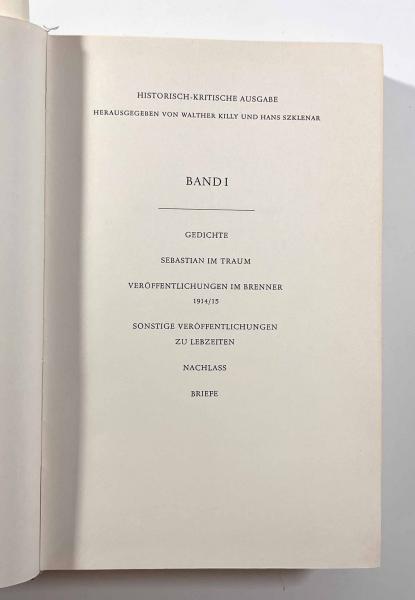 HISTORISCH-KRITISCHE AUSGABE
HERAUSGEGEBEN VON WALTHER KILLY UND HANS SZKLENAR
BAND I
GEDICHTE
SEBASTIAN IM TRAUM
VERÖFFENTLICHUNGEN IM BRENNER
1914/15
SONSTIGE VERÖFFENTLICHUNGEN
ZU LEBZEITEN
NACHLASS
BRIEFE